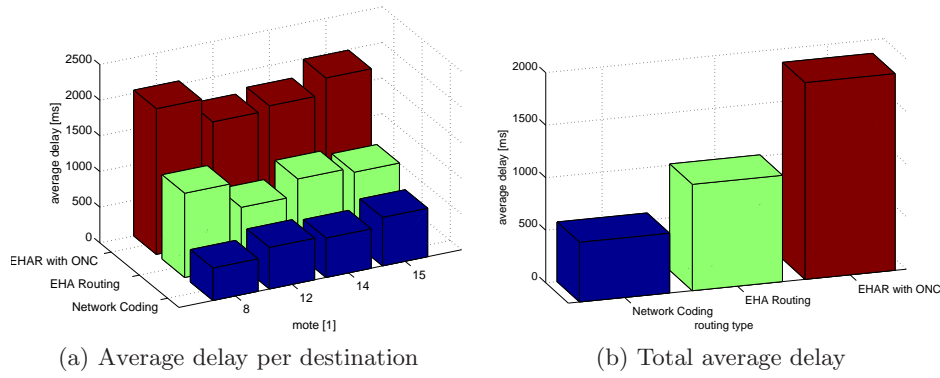 2500
2000
1500
1000
500
0
average delay [ms]
EHAR with ONC
EHA Routing
Network Coding
8
12
14
15
mote [1]
(a) Average delay per destination
2000
1500
1000
500
0
average delay [ms]
Network Coding
EHA Routing
EHAR with ONC
routing type
(b) Total average delay